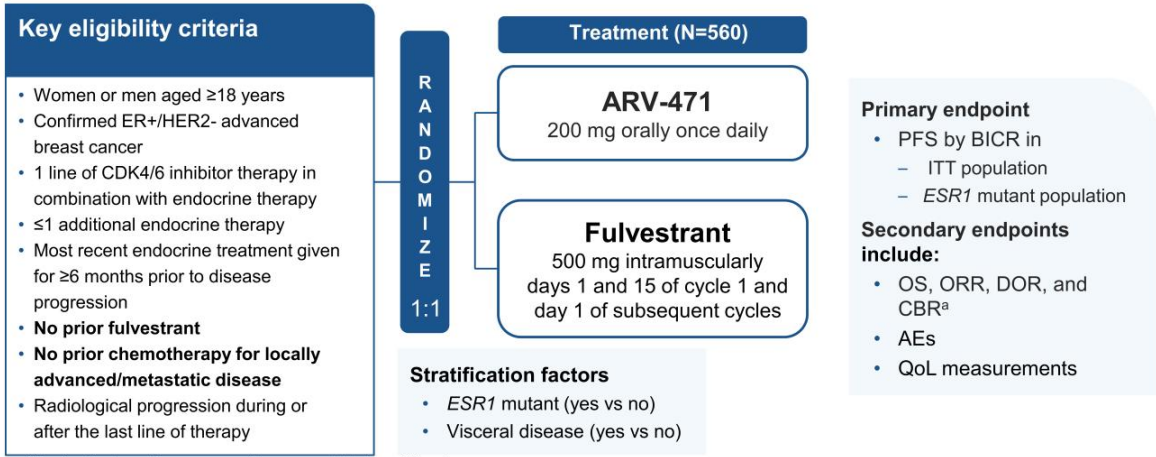 Key eligibility criteria
• Women or men aged ≥18 years
• Confirmed ER+/HER2- advanced
breast cancer
• 1 line of CDK4/6 inhibitor therapy in
combination with endocrine therapy
• ≤1 additional endocrine therapy
• Most recent endocrine treatment given
for ≥6 months prior to disease
progression
• No prior fulvestrant
• No prior chemotherapy for locally
advanced/metastatic disease
• Radiological progression during or
after the last line of therapy
RANDOMIZE
1:1
Treatment (N=560)
ARV-471
200 mg orally once daily
Fulvestrant
500 mg intramuscularly
days 1 and 15 of cycle 1 and
day 1 of subsequent cycles
Stratification factors
• ESR1 mutant (yes vs no)
• Visceral disease (yes vs no)
Primary endpoint
• PFS by BICR in
– ITT population
– ESR1 mutant population
Secondary endpoints
include:
• OS, ORR, DOR, and
CBRᵃ
• AEs
• QoL measurements